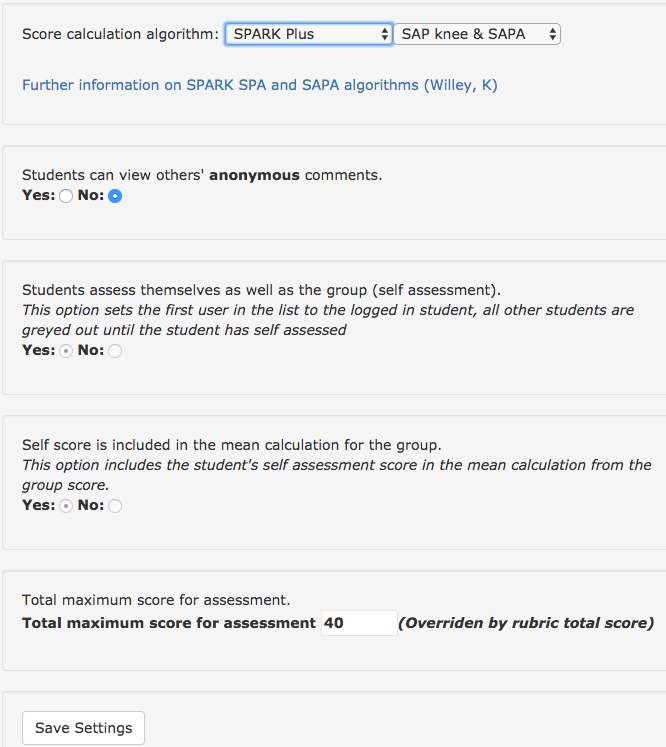 Score calculation algorithm: SPARK Plus SAP knee & SAPA
Further information on SPARK SPA and SAPA algorithms (Willey, K)
Students can view others' anonymous comments.
Yes: No:
Students assess themselves as well as the group (self assessment).
This option sets the first user in the list to the logged in student, all other students are
greyed out until the student has self assessed
Yes: No:
Self score is included in the mean calculation for the group.
This option includes the student's self assessment score in the mean calculation from the
group score.
Yes: No:
Total maximum score for assessment.
Total maximum score for assessment 40 (Overriden by rubric total score)
Save Settings